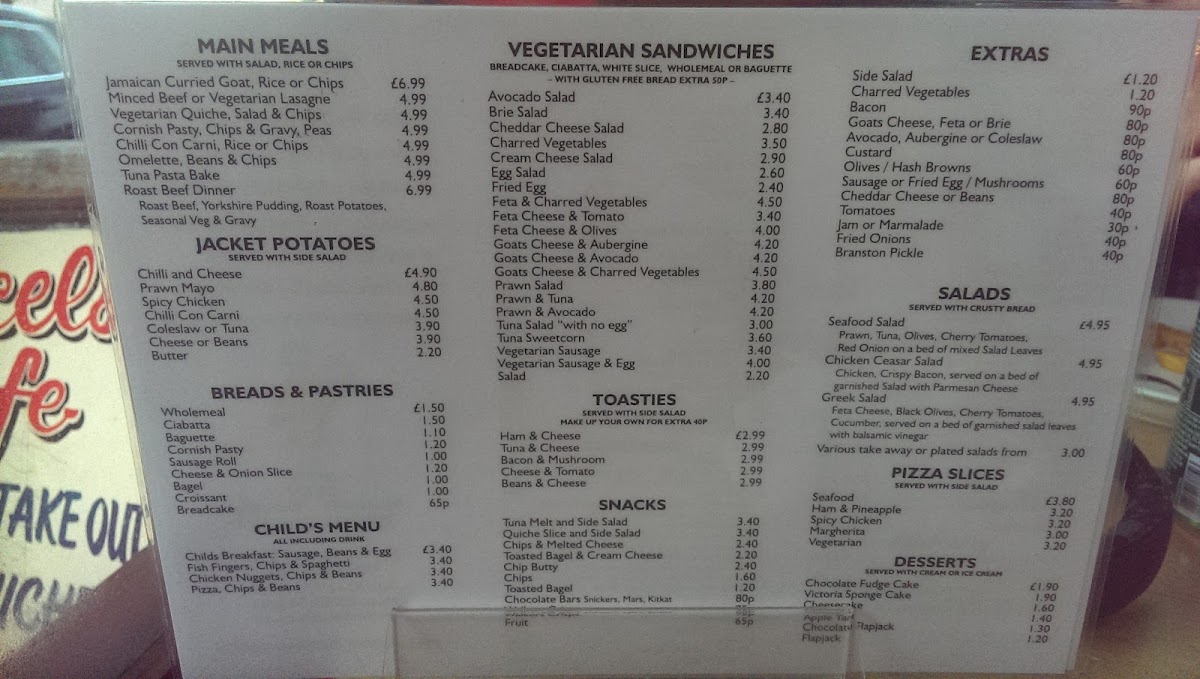 MAIN MEALS
SERVED WITH SALAD, RICE OR CHIPS
Jamaican Curried Goat, Rice or Chips £6.99
Minced Beef or Vegetarian Lasagne 4.99
Vegetarian Quiche, Salad & Chips 4.99
Cornish Pasty, Chips & Gravy, Peas 4.99
Chilli Con Carni, Rice or Chips 4.99
Omelette, Beans & Chips 4.99
Tuna Pasta Bake 4.99
Roast Beef Dinner 6.99
Roast Beef, Yorkshire Pudding, Roast Potatoes,
Seasonal Veg & Gravy
JACKET POTATOES
SERVED WITH SIDE SALAD
Chilli and Cheese £4.90
Prawn Mayo 4.80
Spicy Chicken 4.50
Chilli Con Carni 4.50
Coleslaw or Tuna 3.90
Cheese or Beans 3.90
Butter 2.20
BREADS & PASTRIES
Wholemeal £1.50
Ciabatta 1.50
Baguette 1.10
Cornish Pasty 1.20
Sausage Roll 1.00
Cheese & Onion Slice 1.20
Bagel 1.00
Croissant 1.00
Breadcake 65p
CHILD'S MENU
ALL INCLUDING DRINK
Childs Breakfast: Sausage, Beans & Egg £3.40
Fish Fingers, Chips & Spaghetti 3.40
Chicken Nuggets, Chips & Beans 3.40
Pizza, Chips & Beans 3.40
VEGETARIAN SANDWICHES
BREADCAKE, CIABATTA, WHITE SLICE, WHOLEMEAL OR BAGUETTE
– WITH GLUTEN FREE BREAD EXTRA 50P –
Avocado Salad £3.40
Brie Salad 3.40
Cheddar Cheese Salad 2.80
Charred Vegetables 3.50
Cream Cheese Salad 2.90
Egg Salad 2.60
Fried Egg 2.40
Feta & Charred Vegetables 4.50
Feta Cheese & Tomato 3.40
Feta Cheese & Olives 4.00
Goats Cheese & Aubergine 4.20
Goats Cheese & Avocado 4.20
Goats Cheese & Charred Vegetables 4.50
Prawn Salad 3.80
Prawn & Tuna 4.20
Prawn & Avocado 4.20
Tuna Salad "with no egg" 3.00
Tuna Sweetcorn 3.60
Vegetarian Sausage 3.40
Vegetarian Sausage & Egg 4.00
Salad 2.20
TOASTIES
SERVED WITH SIDE SALAD
MAKE UP YOUR OWN FOR EXTRA 40P
Ham & Cheese £2.99
Tuna & Cheese 2.99
Bacon & Mushroom 2.99
Cheese & Tomato 2.99
Beans & Cheese 2.99
SNACKS
Tuna Melt and Side Salad 3.40
Quiche Slice and Side Salad 3.40
Chips & Melted Cheese 2.40
Toasted Bagel & Cream Cheese 2.20
Chip Butty 2.40
Chips 1.60
Toasted Bagel 1.20
Chocolate Bars Snickers, Mars, Kitkat 80p
Fruit 65p
EXTRAS
Side Salad £1.20
Charred Vegetables 1.20
Bacon 90p
Goats Cheese, Feta or Brie 80p
Avocado, Aubergine or Coleslaw 80p
Custard 80p
Olives / Hash Browns 60p
Sausage or Fried Egg / Mushrooms 60p
Cheddar Cheese or Beans 80p
Tomatoes 40p
Jam or Marmalade 30p
Fried Onions 40p
Branston Pickle 40p
SALADS
SERVED WITH CRUSTY BREAD
Seafood Salad £4.95
Prawn, Tuna, Olives, Cherry Tomatoes,
Red Onion on a bed of mixed Salad Leaves
Chicken Ceasar Salad 4.95
Chicken, Crispy Bacon, served on a bed of
garnished Salad with Parmesan Cheese
Greek Salad 4.95
Feta Cheese, Black Olives, Cherry Tomatoes,
Cucumber, served on a bed of garnished salad leaves
with balsamic vinegar
Various take away or plated salads from 3.00
PIZZA SLICES
SERVED WITH SIDE SALAD
Seafood £3.80
Ham & Pineapple 3.20
Spicy Chicken 3.20
Margherita 3.00
Vegetarian 3.20
DESSERTS
SERVED WITH CREAM OR ICE CREAM
Chocolate Fudge Cake £1.90
Victoria Sponge Cake 1.90
Cheesecake 1.60
Apple Tart 1.40
Chocolate Flapjack 1.30
Flapjack 1.20
TAKE OUT